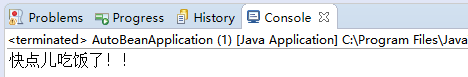 Problems Progress History Console
<terminated> AutoBeanApplication (1) [Java Application] C:\Program Files\Java
快点儿吃饭了！！